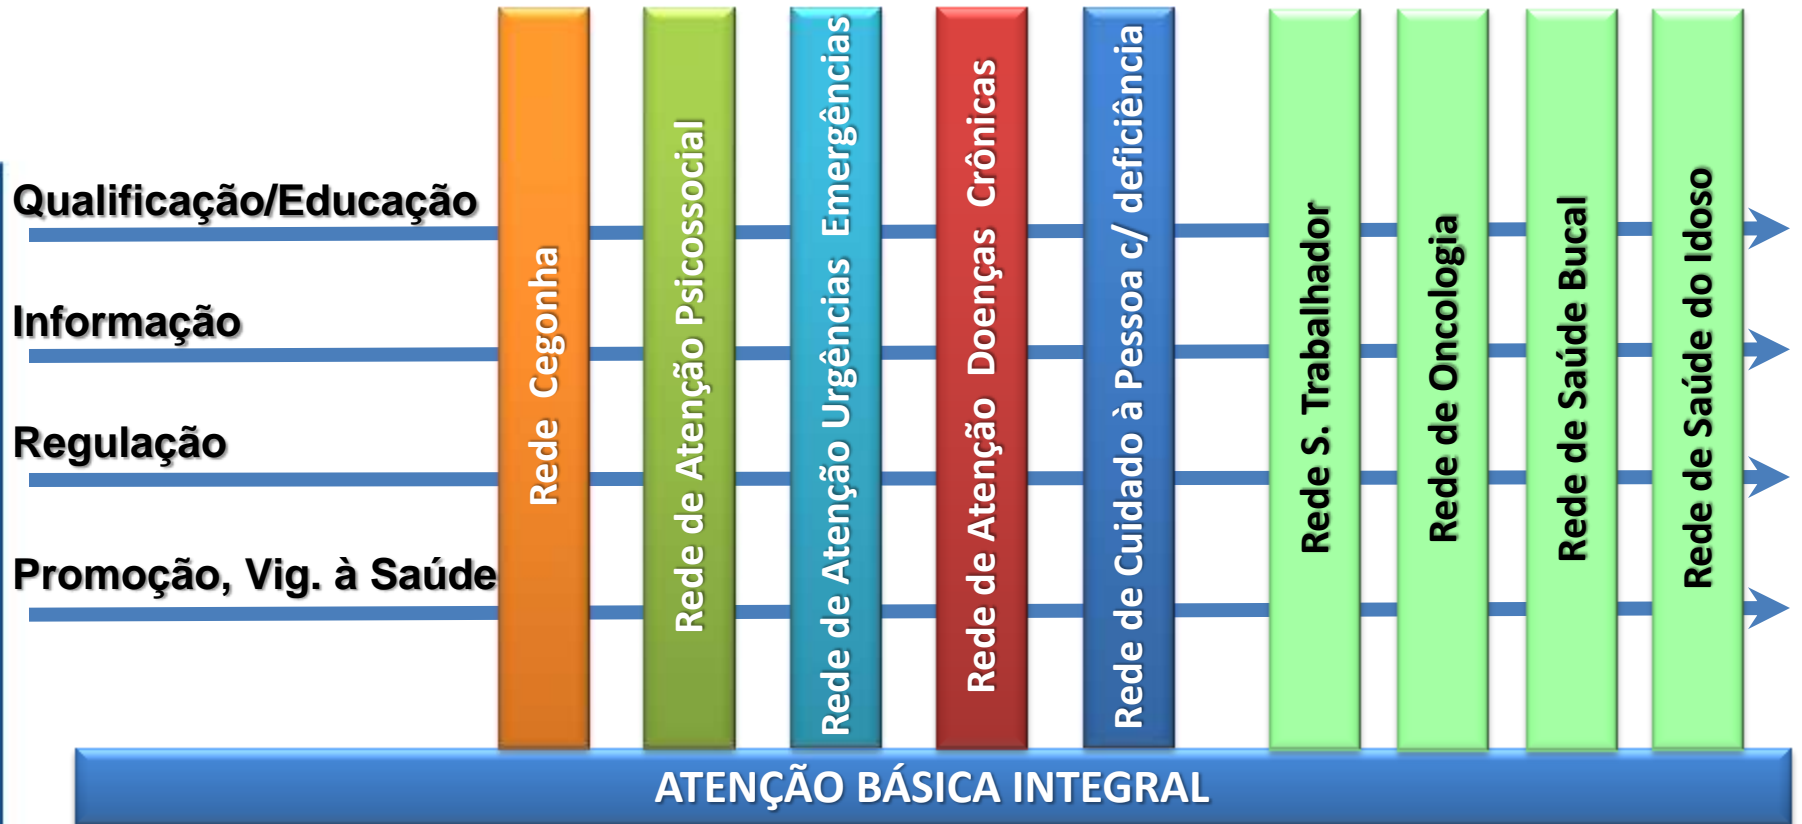 Qualificação/Educação
Informação
Regulação
Promoção, Vig. à Saúde
Rede Cegonha
Rede de Atenção Psicossocial
Rede de Atenção Urgências Emergências
Rede de Atenção Doenças Crônicas
Rede de Cuidado à Pessoa c/ deficiência
Rede S. Trabalhador
Rede de Oncologia
Rede de Saúde Bucal
Rede de Saúde do Idoso
ATENÇÃO BÁSICA INTEGRAL